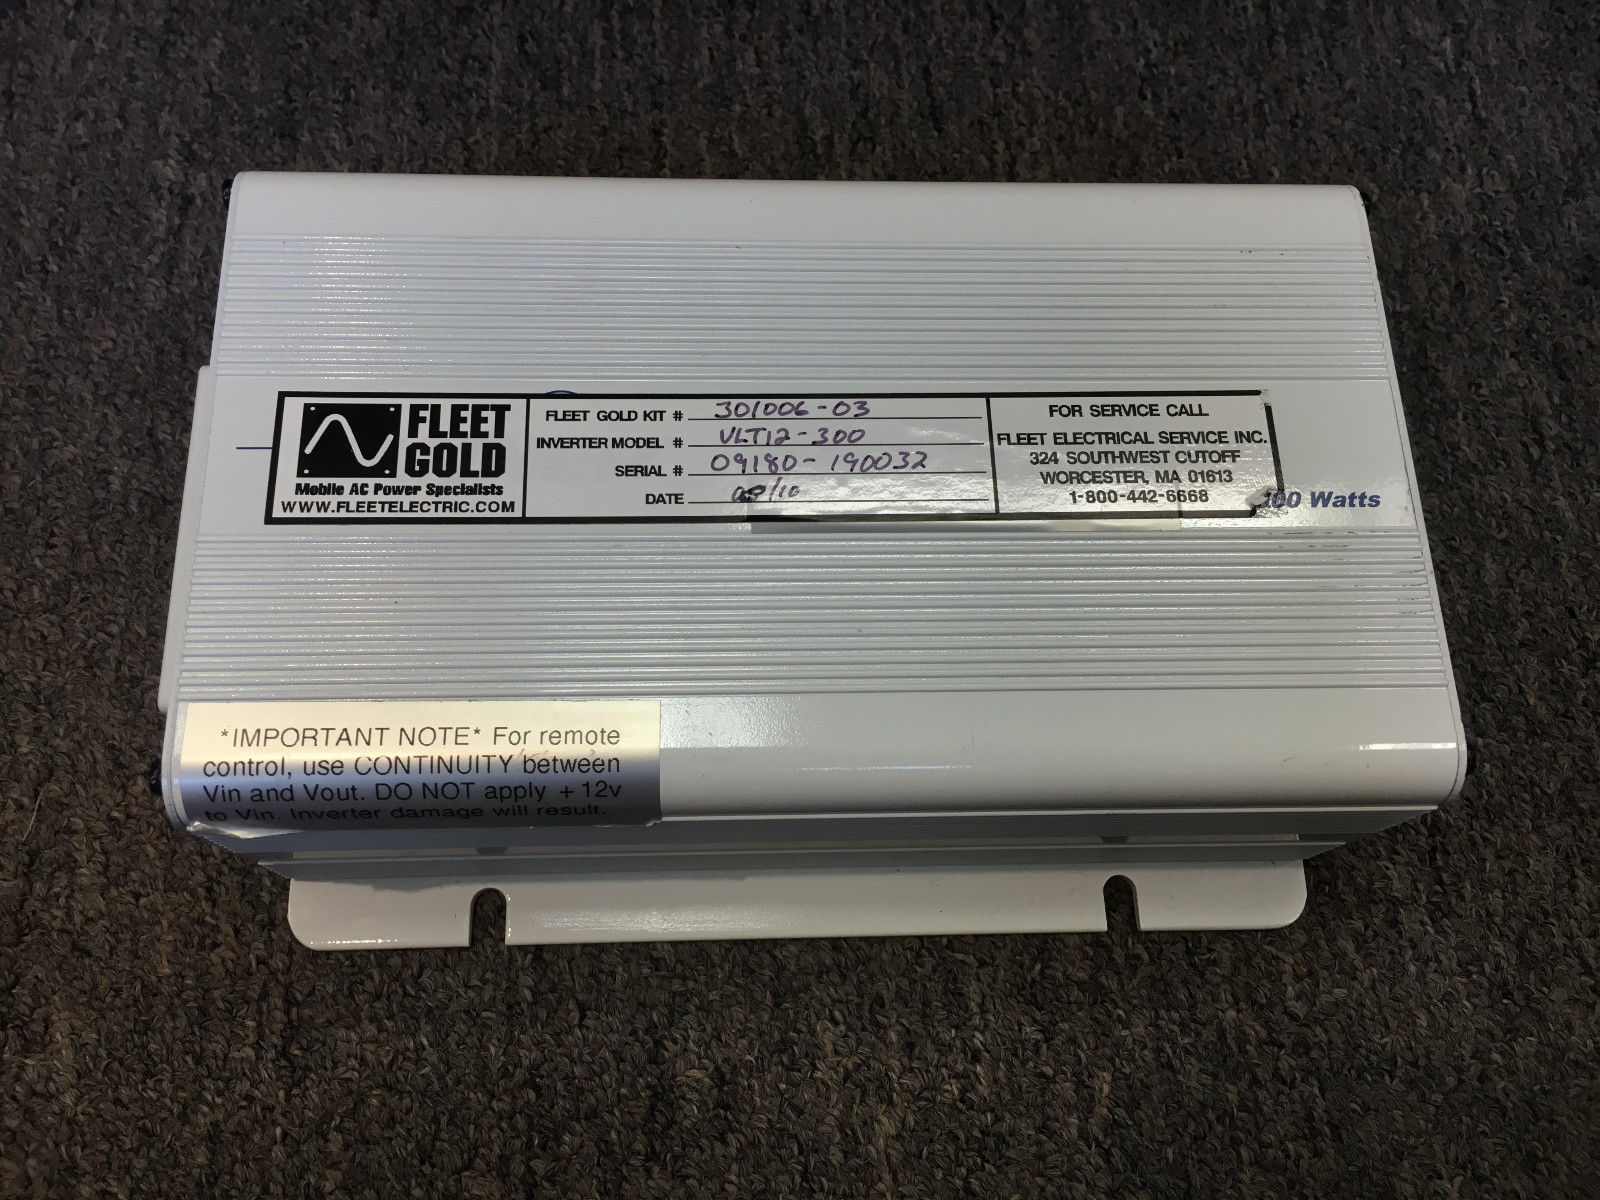 FLEET
GOLD
Mobile AC Power Specialists
WWW.FLEETELECTRIC.COM
FLEET GOLD KIT # 301006-03
INVERTER MODEL # VLT12-300
SERIAL # 09180-190032
DATE /10
FOR SERVICE CALL
FLEET ELECTRICAL SERVICE INC.
324 SOUTHWEST CUTOFF
WORCESTER, MA 01613
1-800-442-6668
00 Watts
*IMPORTANT NOTE* For remote
control, use CONTINUITY between
Vin and Vout. DO NOT apply +12v
to Vin. Inverter damage will result.